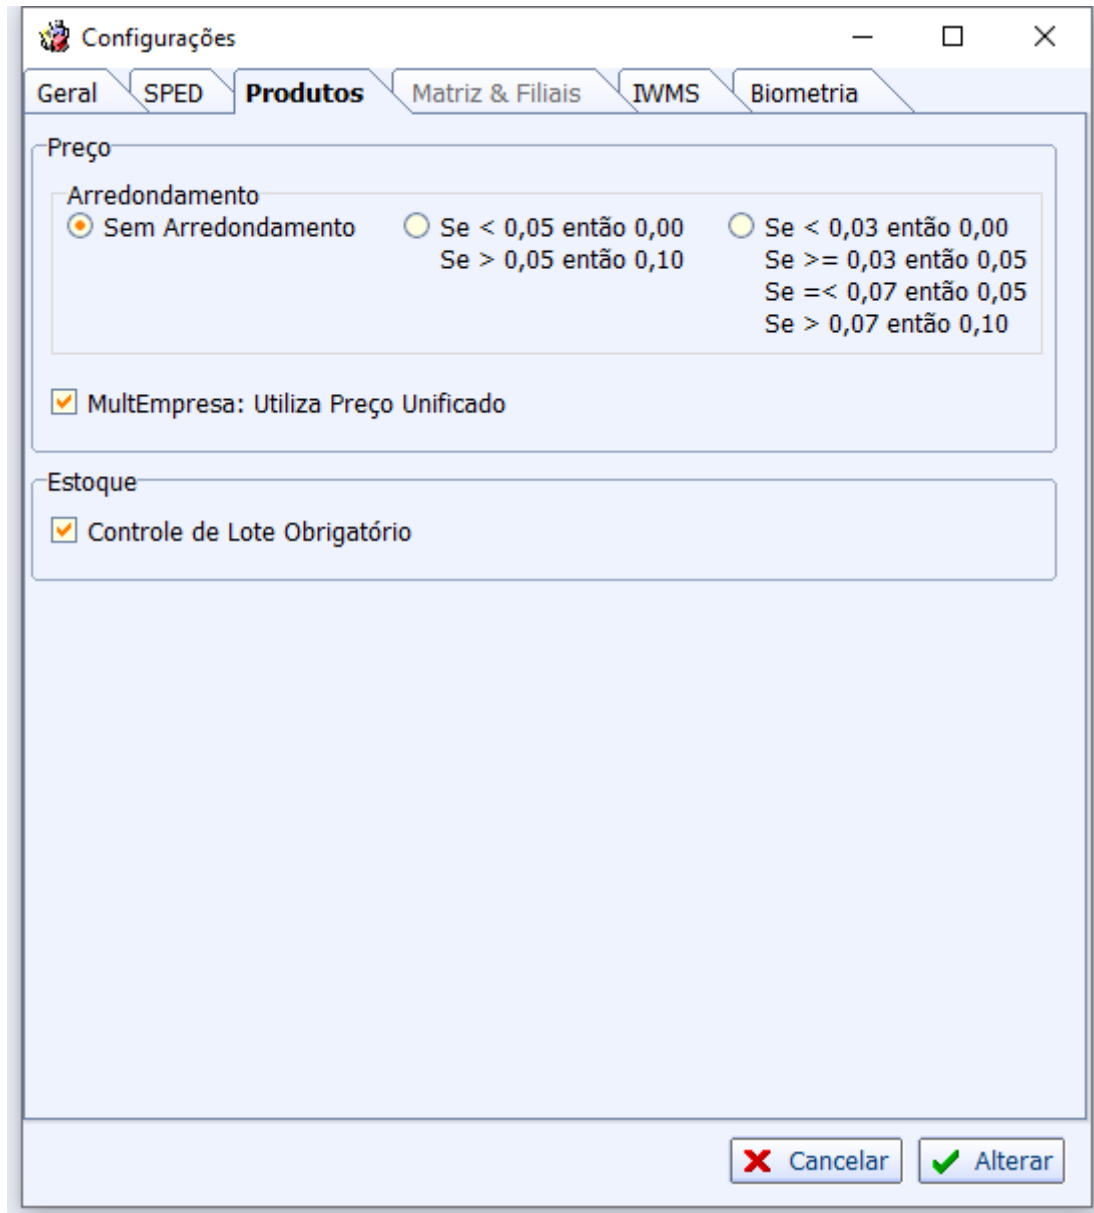 Configurações
Geral SPED Produtos Matriz & Filiais IWMS Biometria
Preço
Arredondamento
Sem Arredondamento
Se < 0,05 então 0,00
Se > 0,05 então 0,10
Se < 0,03 então 0,00
Se >= 0,03 então 0,05
Se =< 0,07 então 0,05
Se > 0,07 então 0,10
MultEmpresa: Utiliza Preço Unificado
Estoque
Controle de Lote Obrigatório
Cancelar Alterar